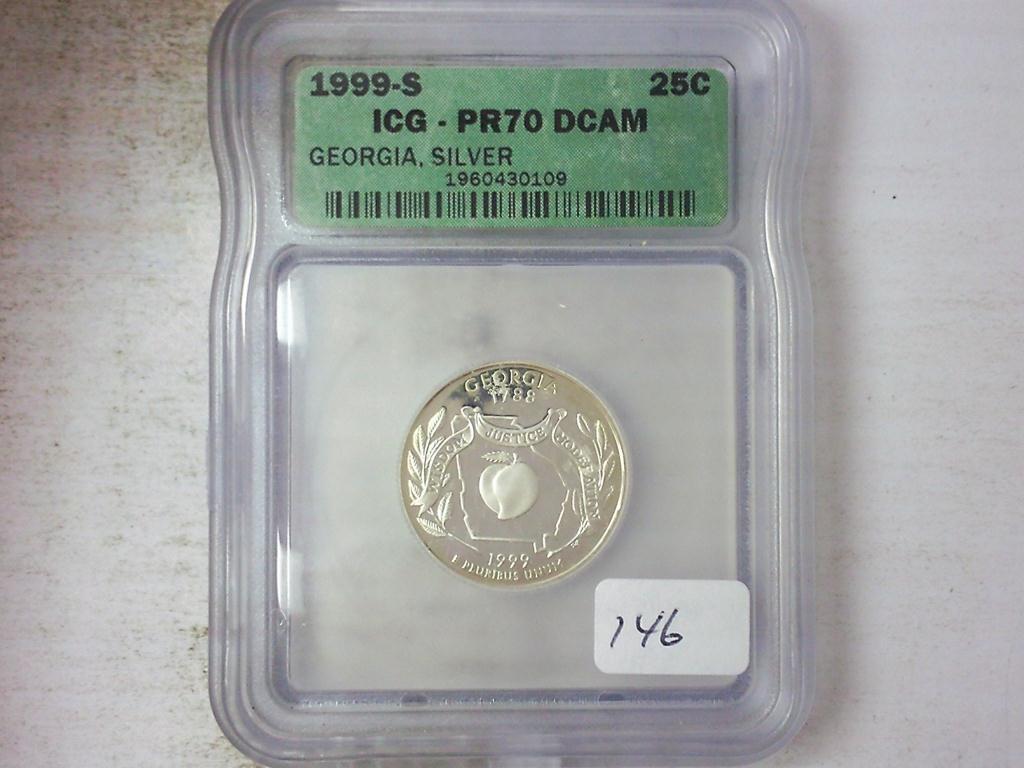 1999-S 25C
ICG - PR70 DCAM
GEORGIA, SILVER
1960430109
GEORGIA
1788
WISDOM JUSTICE MODERATION
1999
E PLURIBUS UNUM
146